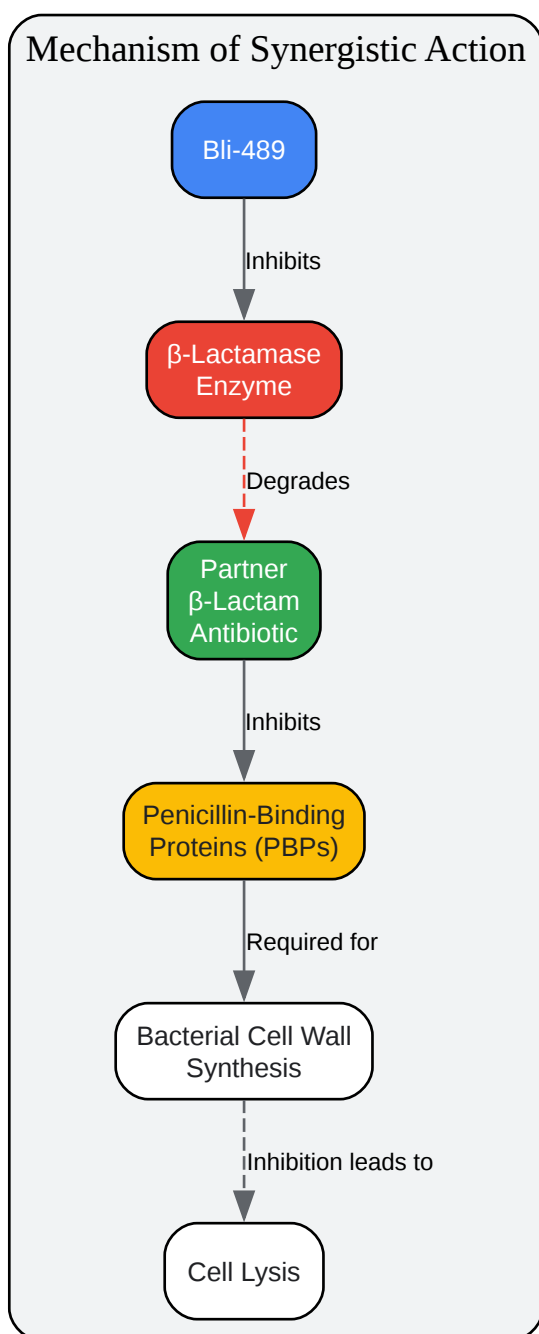 Mechanism of Synergistic Action
Bli-489
Inhibits
β-Lactamase
Enzyme
Degrades
Partner
β-Lactam
Antibiotic
Inhibits
Penicillin-Binding
Proteins (PBPs)
Required for
Bacterial Cell Wall
Synthesis
Inhibition leads to
Cell Lysis